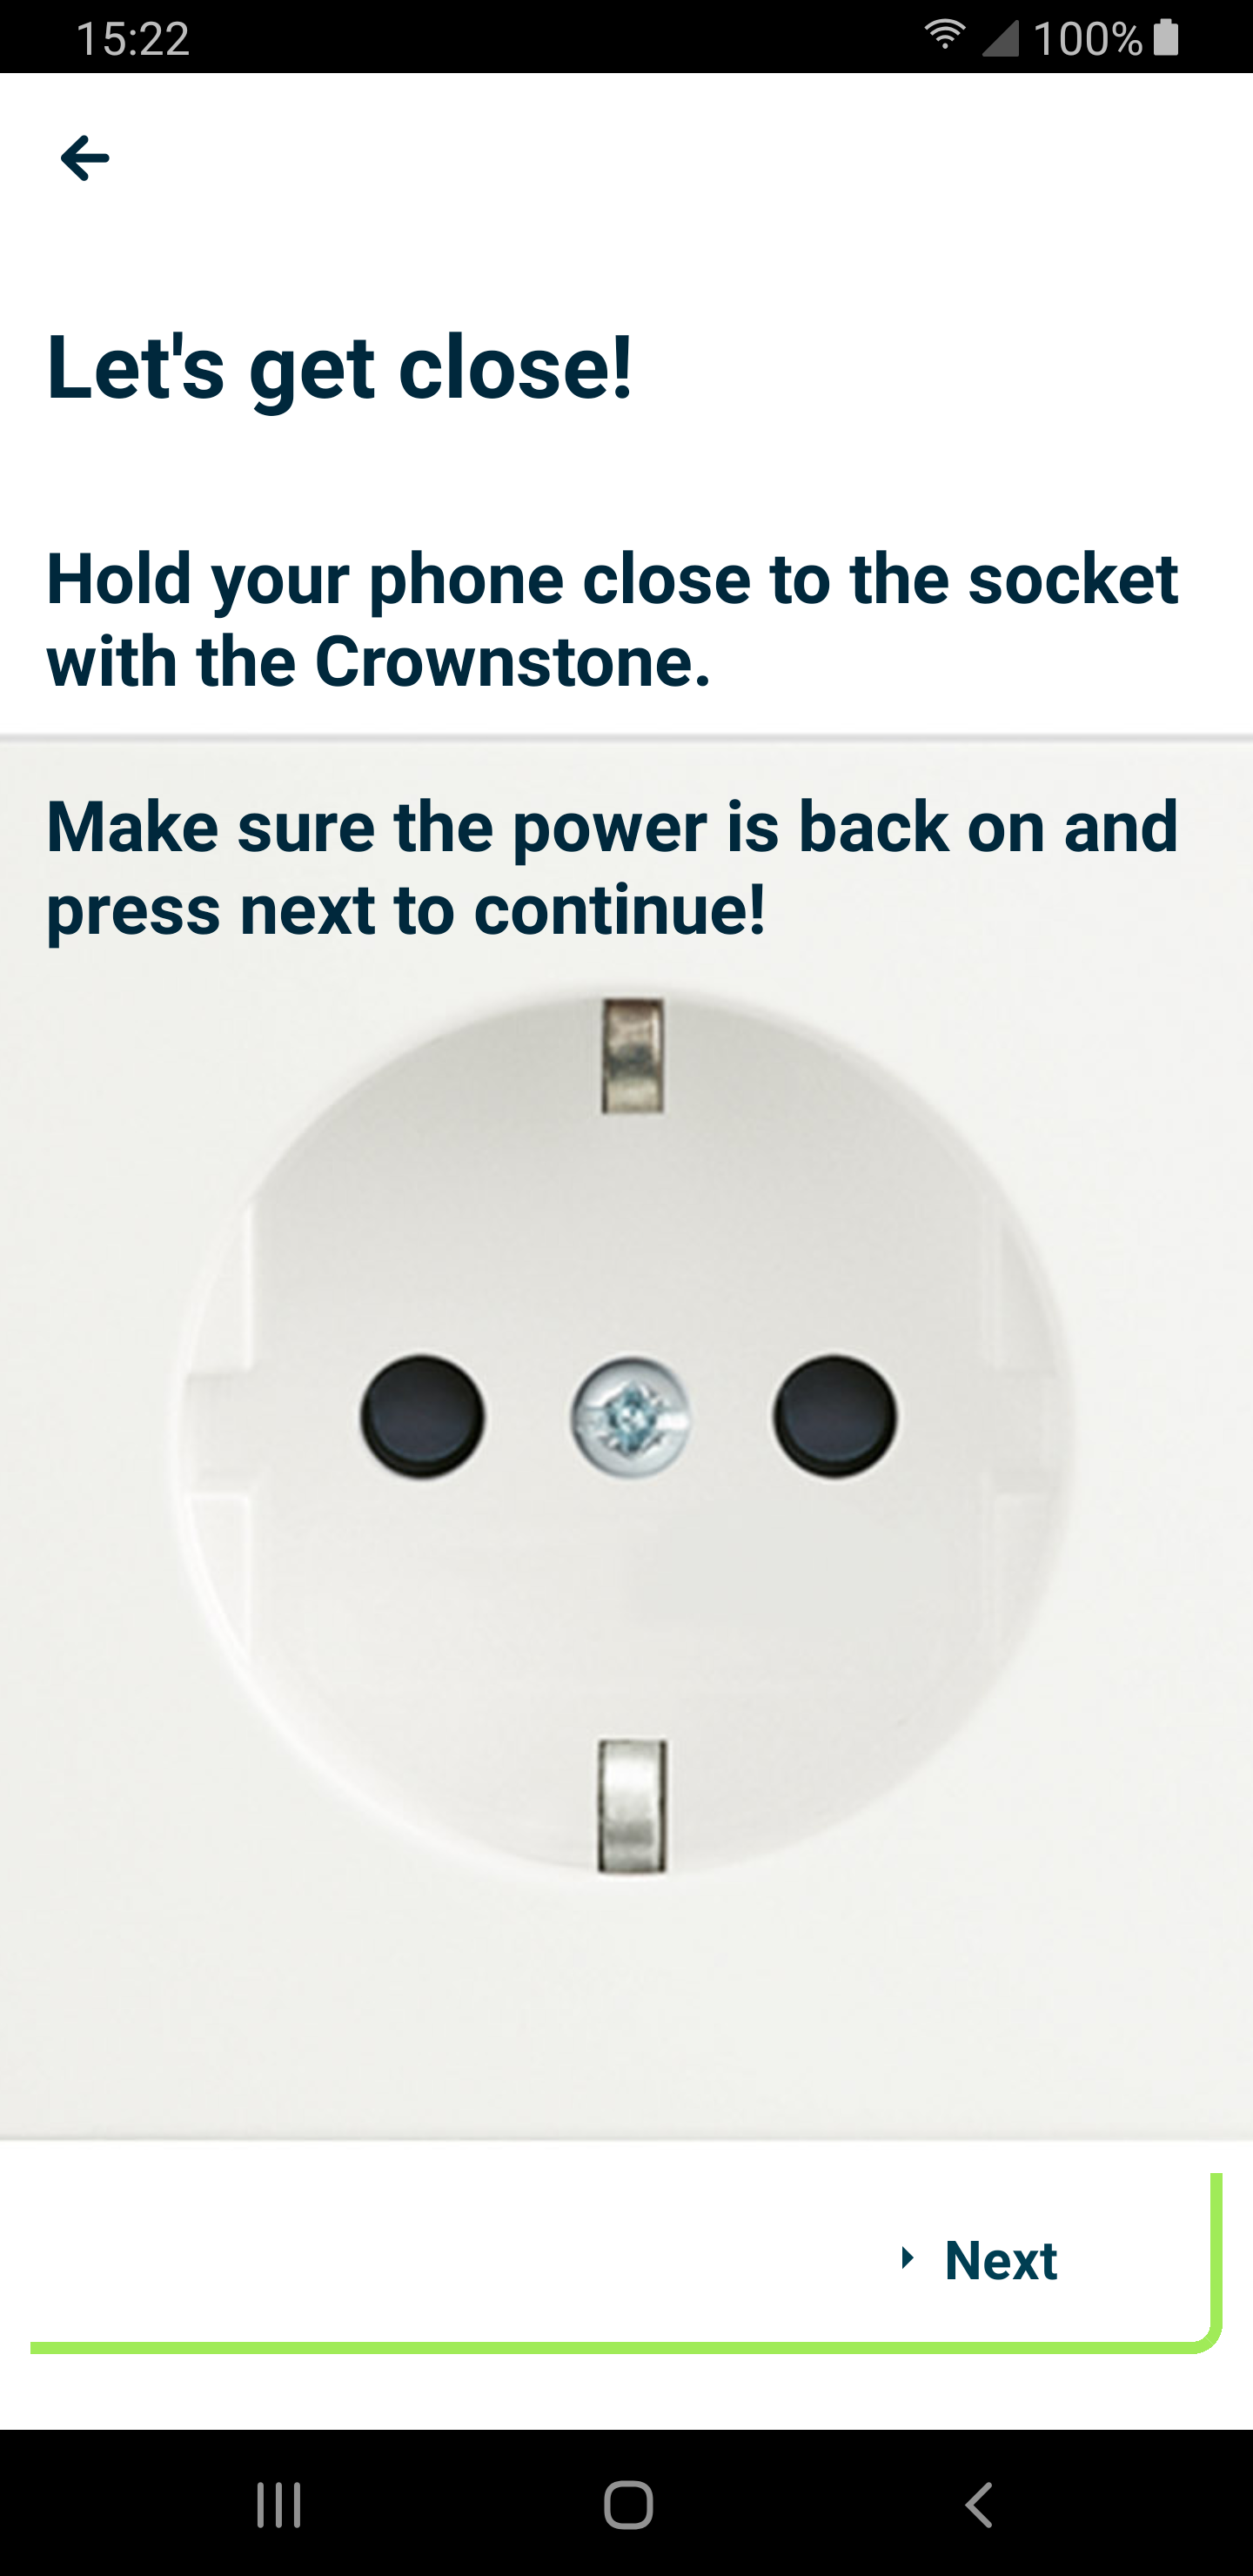 15:22 100%
Let's get close!
Hold your phone close to the socket
with the Crownstone.
Make sure the power is back on and
press next to continue!
Next